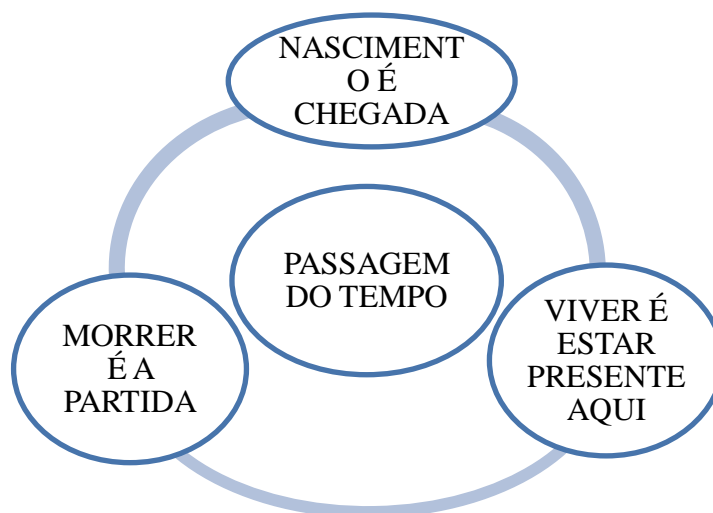 NASCIMENT
O É
CHEGADA
PASSAGEM
DO TEMPO
VIVER É
ESTAR
PRESENTE
AQUI
MORRER
É A
PARTIDA